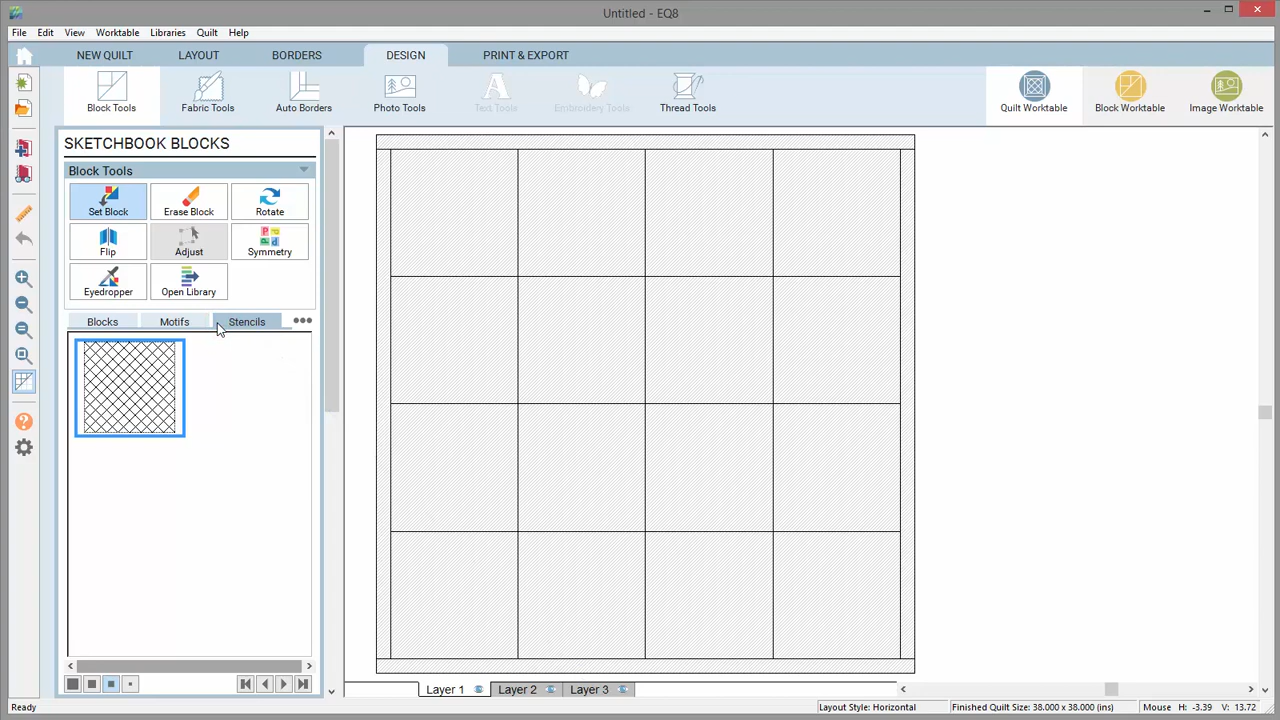 Untitled - EQ8
File Edit View Worktable Libraries Quilt Help
NEW QUILT LAYOUT BORDERS DESIGN PRINT & EXPORT
Block Tools Fabric Tools Auto Borders Photo Tools Text Tools Embroidery Tools Thread Tools Quilt Worktable Block Worktable Image Worktable
SKETCHBOOK BLOCKS
Block Tools
Set Block Erase Block Rotate
Flip Adjust Symmetry
Eyedropper Open Library
Blocks Motifs Stencils
Layer 1 Layer 2 Layer 3
Ready Layout Style: Horizontal Finished Quilt Size: 38.000 x 38.000 (ins) Mouse H: -3.39 V: 13.72